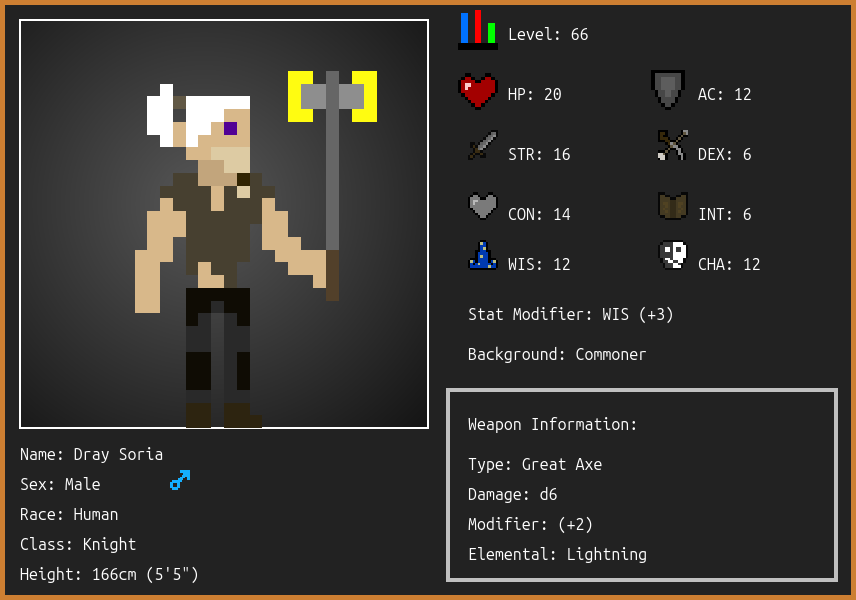 Level: 66
HP: 20
AC: 12
STR: 16
DEX: 6
CON: 14
INT: 6
WIS: 12
CHA: 12
Stat Modifier: WIS (+3)
Background: Commoner
Weapon Information:
Type: Great Axe
Damage: d6
Modifier: (+2)
Elemental: Lightning
Name: Dray Soria
Sex: Male
Race: Human
Class: Knight
Height: 166cm (5'5")